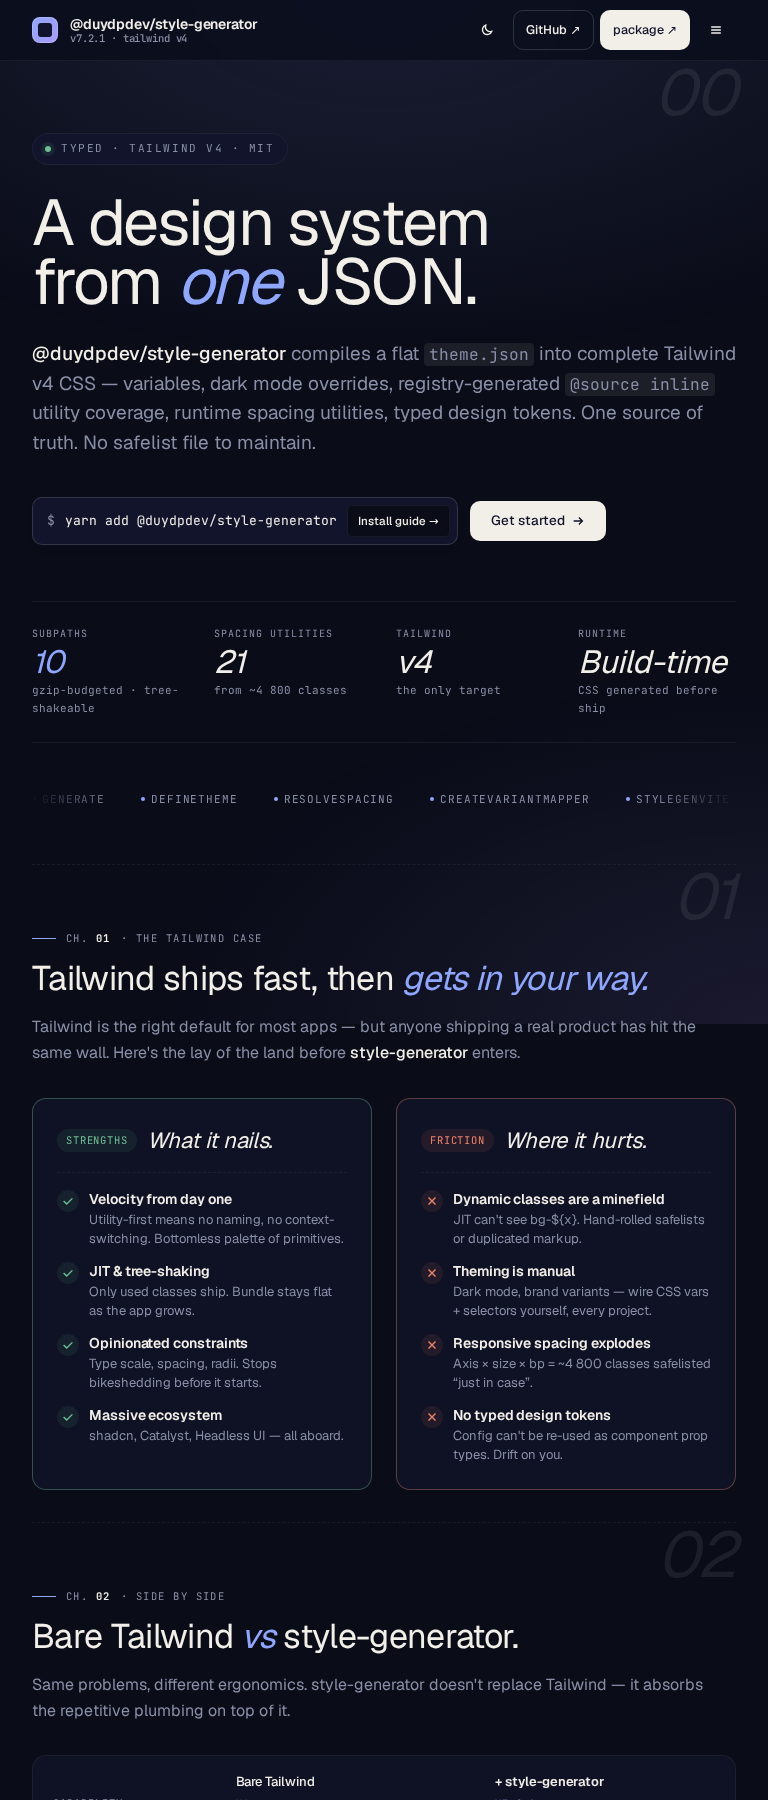 @duydpdev/style-generator
v7.2.1 · tailwind v4
GitHub ↗
package ↗
00
TYPED · TAILWIND V4 · MIT
A design system
from one JSON.
@duydpdev/style-generator compiles a flat theme.json into complete Tailwind
v4 CSS — variables, dark mode overrides, registry-generated @source inline
utility coverage, runtime spacing utilities, typed design tokens. One source of
truth. No safelist file to maintain.
$ yarn add @duydpdev/style-generator
Install guide →
Get started →
SUBPATHS
10
gzip-budgeted · tree-
shakeable
SPACING UTILITIES
21
from ~4 800 classes
TAILWIND
v4
the only target
RUNTIME
Build-time
CSS generated before
ship
GENERATE • DEFINETHEME • RESOLVESPACING • CREATEVARIANTMAPPER • STYLEGENVITE
01
CH. 01 · THE TAILWIND CASE
Tailwind ships fast, then gets in your way.
Tailwind is the right default for most apps — but anyone shipping a real product has hit the
same wall. Here's the lay of the land before style-generator enters.
STRENGTHS What it nails.
Velocity from day one
Utility-first means no naming, no context-
switching. Bottomless palette of primitives.
JIT & tree-shaking
Only used classes ship. Bundle stays flat
as the app grows.
Opinionated constraints
Type scale, spacing, radii. Stops
bikeshedding before it starts.
Massive ecosystem
shadcn, Catalyst, Headless UI — all aboard.
FRICTION Where it hurts.
Dynamic classes are a minefield
JIT can't see bg-${x}. Hand-rolled safelists
or duplicated markup.
Theming is manual
Dark mode, brand variants — wire CSS vars
+ selectors yourself, every project.
Responsive spacing explodes
Axis × size × bp = ~4 800 classes safelisted
“just in case”.
No typed design tokens
Config can't be re-used as component prop
types. Drift on you.
02
CH. 02 · SIDE BY SIDE
Bare Tailwind vs style-generator.
Same problems, different ergonomics. style-generator doesn't replace Tailwind — it absorbs
the repetitive plumbing on top of it.
Bare Tailwind
+ style-generator